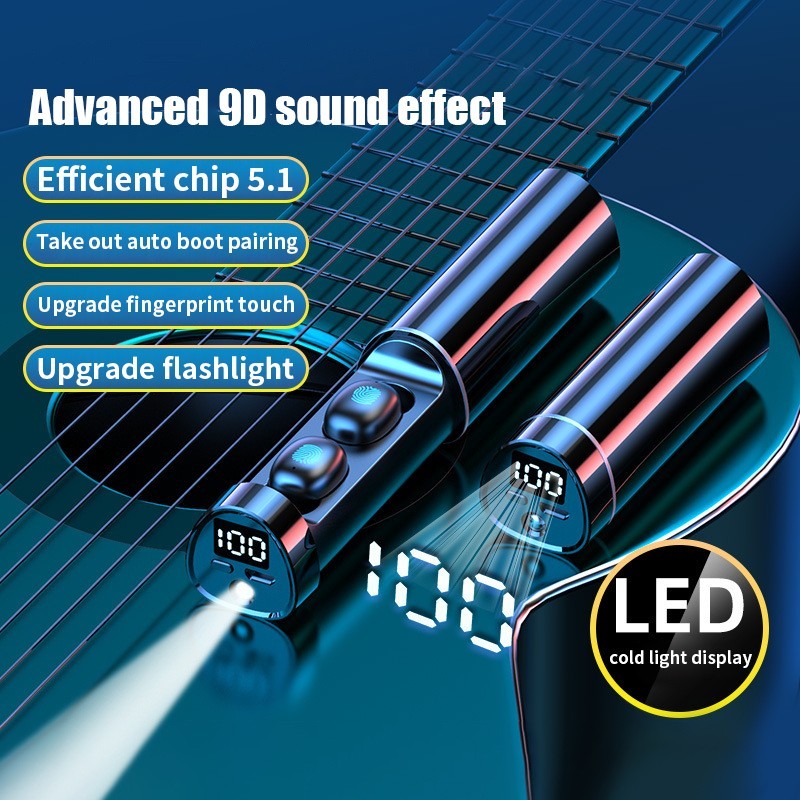 Advanced 9D sound effect
Efficient chip 5.1
Take out auto boot pairing
Upgrade fingerprint touch
Upgrade flashlight
100
100
100
LED
cold light display